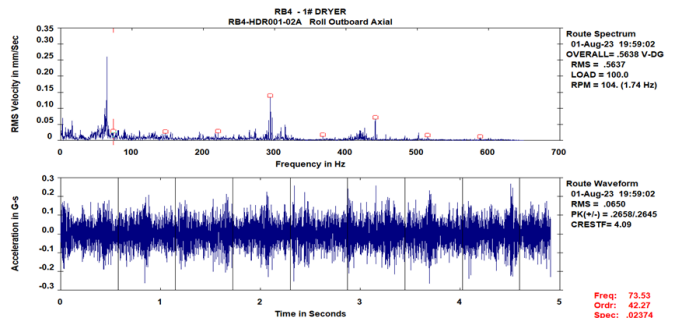 RB4 - 1# DRYER
RB4-HDR001-02A Roll Outboard Axial
RMS Velocity in mm/Sec
0.35
0.30
0.25
0.20
0.15
0.10
0.05
0
0 100 200 300 400 500 600 700
Frequency in Hz
Route Spectrum
01-Aug-23 19:59:02
OVERALL= .5638 V-DG
RMS = .5637
LOAD = 100.0
RPM = 104. (1.74 Hz)
Acceleration in G-s
0.3
0.2
0.1
0.0
-0.1
-0.2
-0.3
0 1 2 3 4 5
Time in Seconds
Route Waveform
01-Aug-23 19:59:02
RMS = .0650
PK(+/-) = .2658/.2645
CRESTF= 4.09
Freq: 73.53
Ordr: 42.27
Spec: .02374